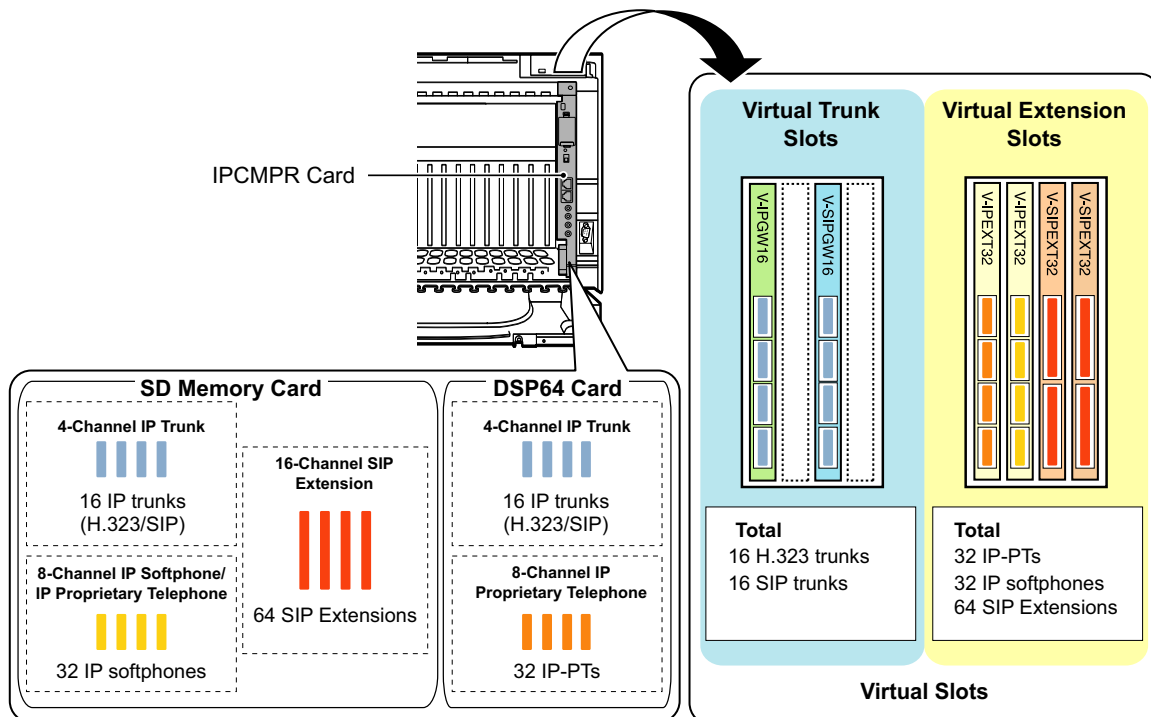 IPCMPR Card
SD Memory Card
4-Channel IP Trunk
16 IP trunks
(H.323/SIP)
8-Channel IP Softphone/
IP Proprietary Telephone
32 IP softphones
16-Channel SIP
Extension
64 SIP Extensions
DSP64 Card
4-Channel IP Trunk
16 IP trunks
(H.323/SIP)
8-Channel IP
Proprietary Telephone
32 IP-PTs
Virtual Trunk
Slots
V-IPGW16
V-SIPGW16
Total
16 H.323 trunks
16 SIP trunks
Virtual Extension
Slots
V-IPEXT32
V-IPEXT32
V-SIPEXT32
V-SIPEXT32
Total
32 IP-PTs
32 IP softphones
64 SIP Extensions
Virtual Slots